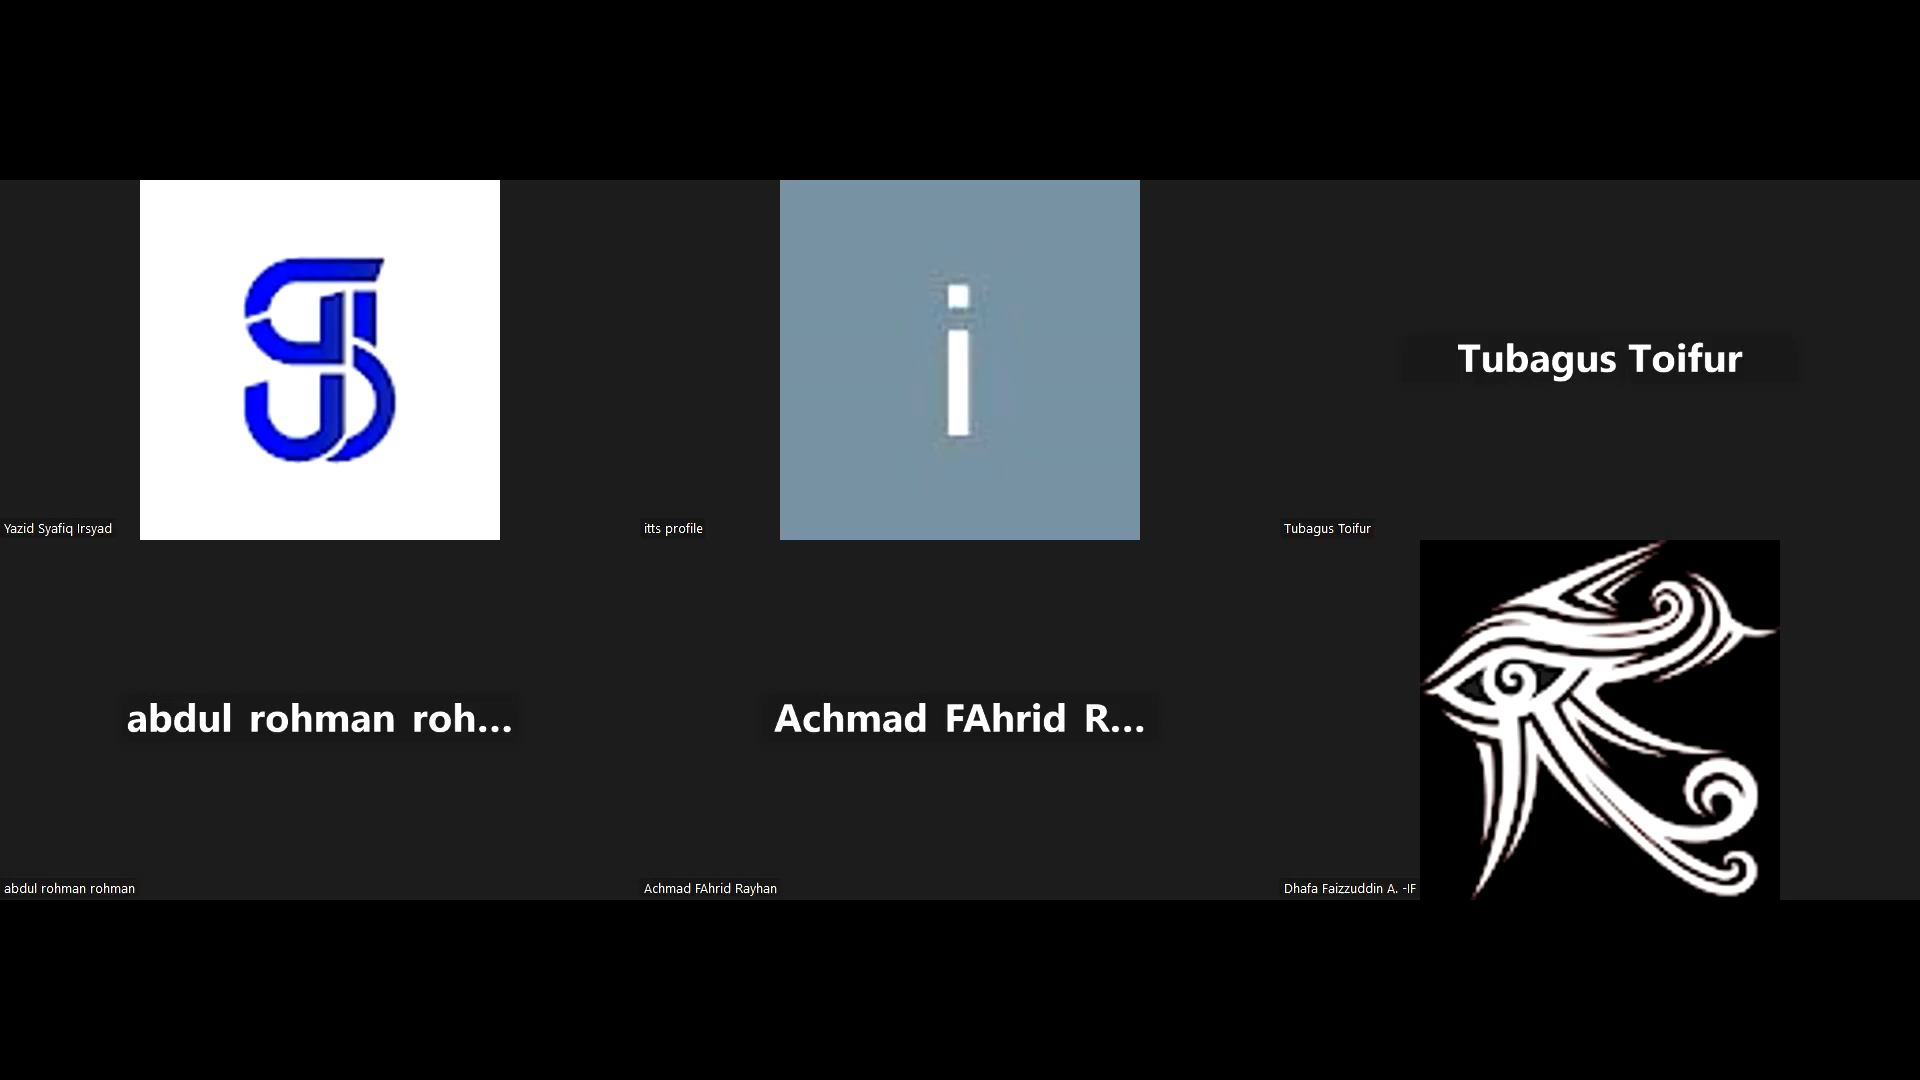 i
Tubagus Toifur
Yazid Syafiq Irsyad
itts profile
Tubagus Toifur
abdul rohman roh...
Achmad FAhrid R...
abdul rohman rohman
Achmad FAhrid Rayhan
Dhafa Faizzuddin A. -IF